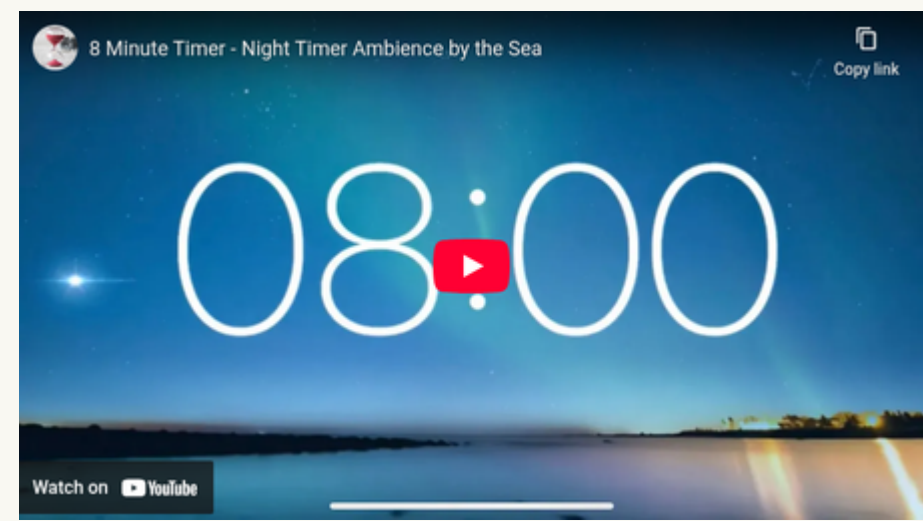 8 Minute Timer - Night Timer Ambience by the Sea
Copy link
08:00
Watch on YouTube